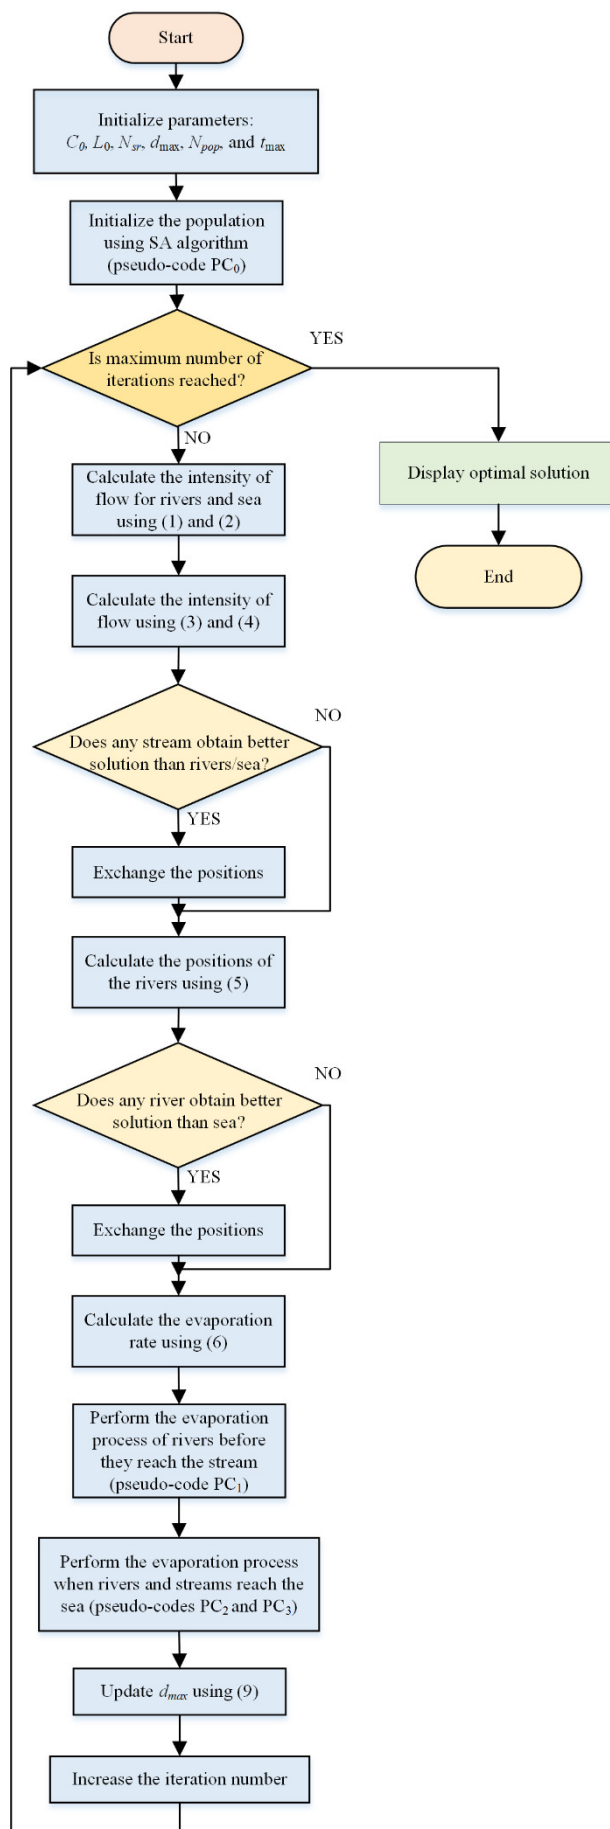 Start
Initialize parameters:
C₀, L₀, Nsr, dmax, Npop, and tmax
Initialize the population
using SA algorithm
(pseudo-code PC₀)
YES
Is maximum number of
iterations reached?
NO
Calculate the intensity of
flow for rivers and sea
using (1) and (2)
Display optimal solution
End
Calculate the intensity of
flow using (3) and (4)
NO
Does any stream obtain better
solution than rivers/sea?
YES
Exchange the positions
Calculate the positions of
the rivers using (5)
NO
Does any river obtain better
solution than sea?
YES
Exchange the positions
Calculate the evaporation
rate using (6)
Perform the evaporation
process of rivers before
they reach the stream
(pseudo-code PC₁)
Perform the evaporation process
when rivers and streams reach the
sea (pseudo-codes PC₂ and PC₃)
Update dmax using (9)
Increase the iteration number